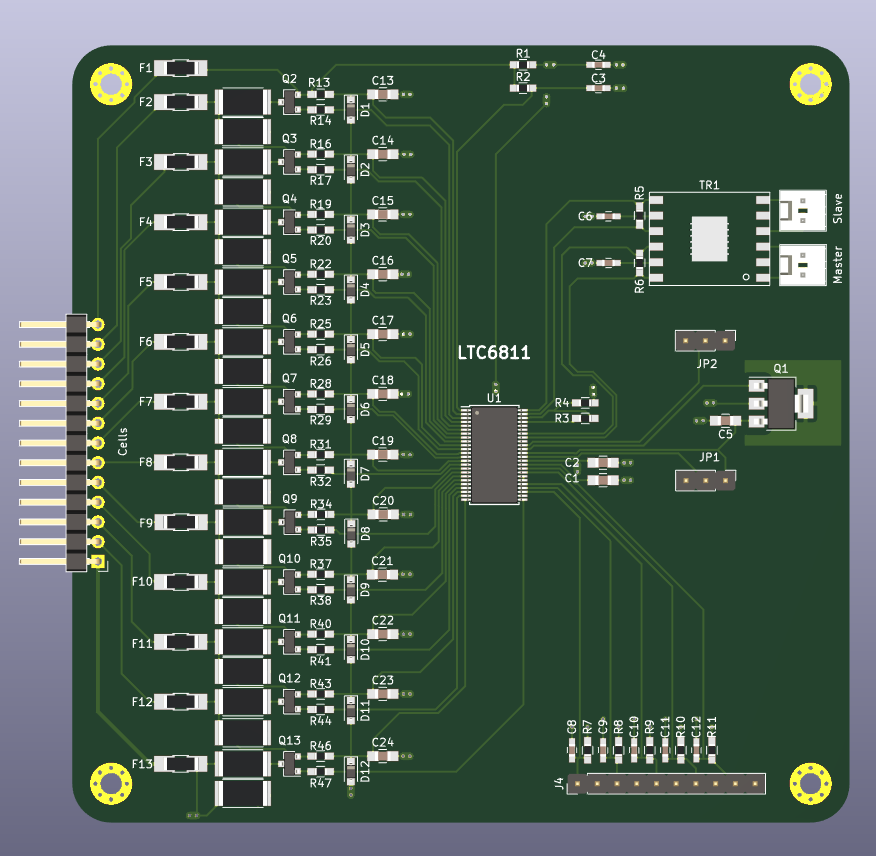 R1
C4
R2
C3
F1
Q2
R13
C13
F2
R14
D1
Q3
R16
C14
F3
R17
D2
Q4
R19
C15
F4
R20
D3
Q5
R22
C16
F5
R23
D4
Q6
R25
C17
F6
R26
D5
Q7
R28
C18
F7
R29
D6
Q8
R31
C19
F8
R32
D7
Q9
R34
C20
F9
R35
D8
Q10
R37
C21
F10
R38
D9
Q11
R40
C22
F11
R41
D10
Q12
R43
C23
F12
R44
D11
Q13
R46
C24
F13
R47
D12
Cells
LTC6811
U1
R5
TR1
Slave
C6
C7
R6
Master
JP2
Q1
R4
R3
C5
C2
C1
JP1
C8
R7
C9
R8
C10
R9
C11
R10
C12
R11
J4